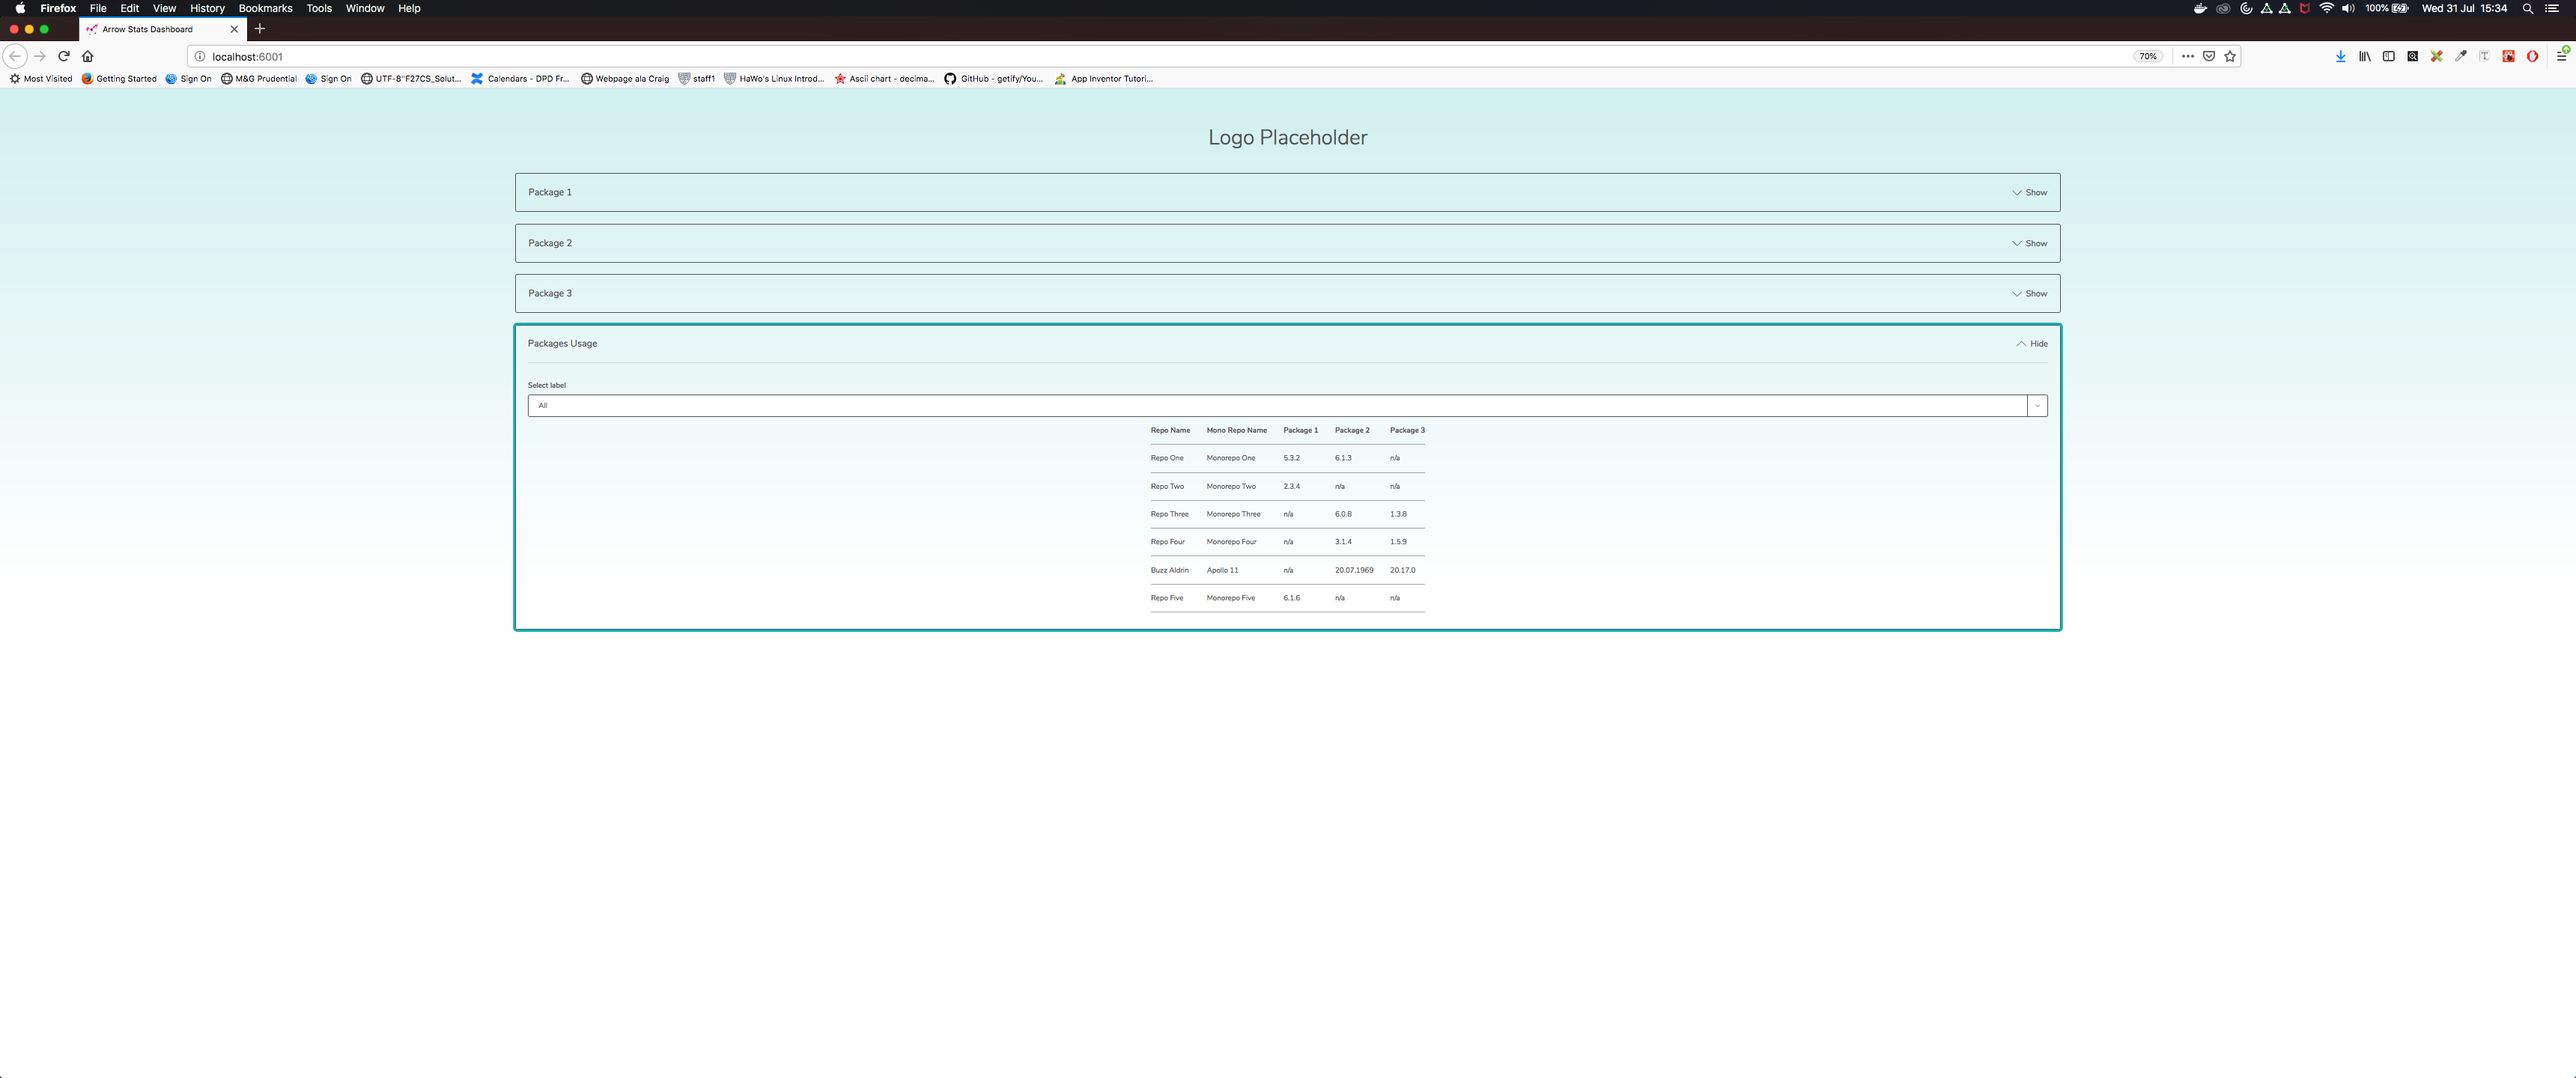 Firefox File Edit View History Bookmarks Tools Window Help 100% Wed 31 Jul 15:34
Arrow Stats Dashboard
localhost:6001 70%
Most Visited Getting Started Sign On M&G Prudential Sign On UTF-8''F27CS_Solut... Calendars - DPD Fr... Webpage ala Craig staff1 HaWo's Linux Introd... Ascii chart - decima... GitHub - getify/You... App Inventor Tutori...
Logo Placeholder
Package 1 Show
Package 2 Show
Package 3 Show
Packages Usage Hide
Select label
All
Repo Name Mono Repo Name Package 1 Package 2 Package 3
Repo One Monorepo One 5.3.2 6.1.3 n/a
Repo Two Monorepo Two 2.3.4 n/a n/a
Repo Three Monorepo Three n/a 6.0.8 1.3.8
Repo Four Monorepo Four n/a 3.1.4 1.5.9
Buzz Aldrin Apollo 11 n/a 20.07.1969 20.17.0
Repo Five Monorepo Five 6.1.6 n/a n/a